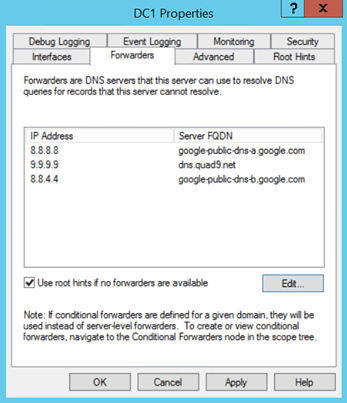 DC1 Properties
? X
Debug Logging Event Logging Monitoring Security
Interfaces Forwarders Advanced Root Hints
Forwarders are DNS servers that this server can use to resolve DNS
queries for records that this server cannot resolve.
IP Address Server FQDN
8.8.8.8 google-public-dns-a.google.com
9.9.9.9 dns.quad9.net
8.8.4.4 google-public-dns-b.google.com
Use root hints if no forwarders are available Edit...
Note: If conditional forwarders are defined for a given domain, they will be
used instead of server-level forwarders. To create or view conditional
forwarders, navigate to the Conditional Forwarders node in the scope tree.
OK Cancel Apply Help